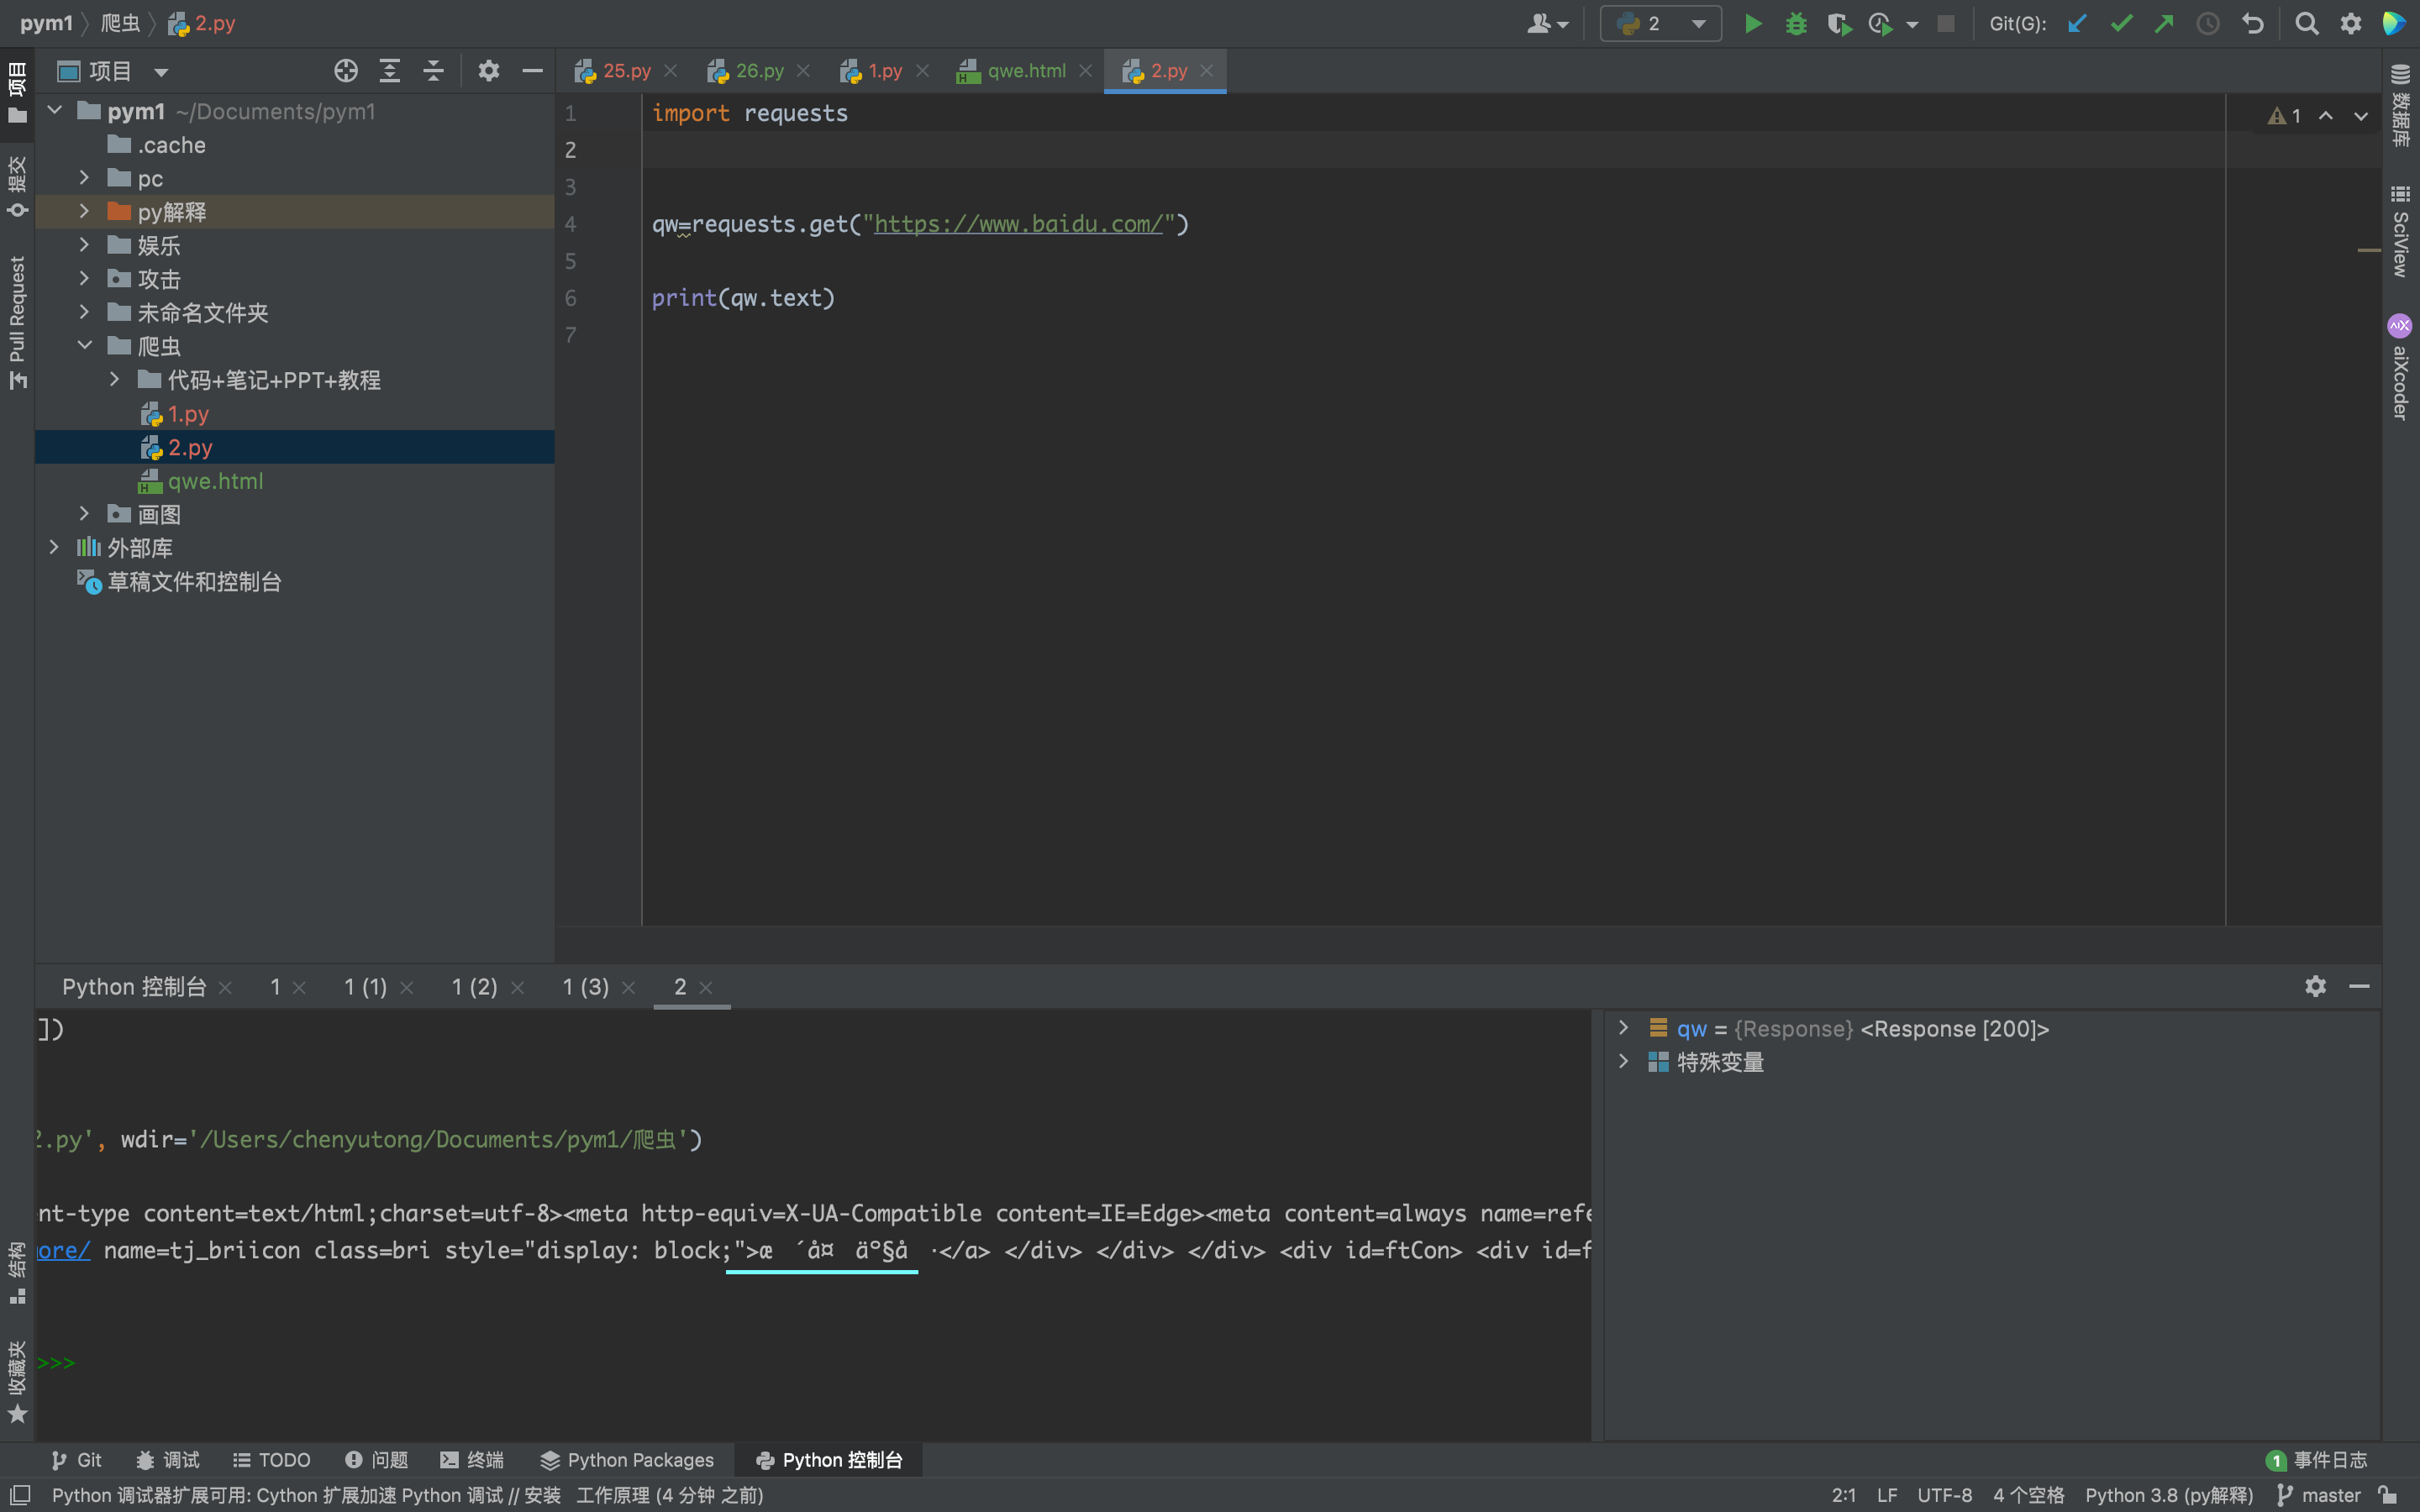 pym1 〉 爬虫 〉 2.py
2
Git(G):
项目
25.py
26.py
1.py
qwe.html
2.py
项目
提交
Pull Request
结构
收藏夹
pym1 ~/Documents/pym1
.cache
pc
py解释
娱乐
攻击
未命名文件夹
爬虫
代码+笔记+PPT+教程
1.py
2.py
qwe.html
画图
外部库
草稿文件和控制台
1 import requests
2
3
4 qw=requests.get("https://www.baidu.com/")
5
6 print(qw.text)
7
1
数据库
SciView
aiXcoder
Python 控制台
1
1 (1)
1 (2)
1 (3)
2
])
2.py', wdir='/Users/chenyutong/Documents/pym1/爬虫')
nt-type content=text/html;charset=utf-8><meta http-equiv=X-UA-Compatible content=IE=Edge><meta content=always name=refe
ore/ name=tj_briicon class=bri style="display: block;">æ ´å¤ äº§å ·</a> </div> </div> </div> <div id=ftCon> <div id=f
>>>
qw = {Response} <Response [200]>
特殊变量
Git
调试
TODO
问题
终端
Python Packages
Python 控制台
1 事件日志
Python 调试器扩展可用: Cython 扩展加速 Python 调试 // 安装 工作原理 (4 分钟 之前)
2:1 LF UTF-8 4 个空格 Python 3.8 (py解释) master